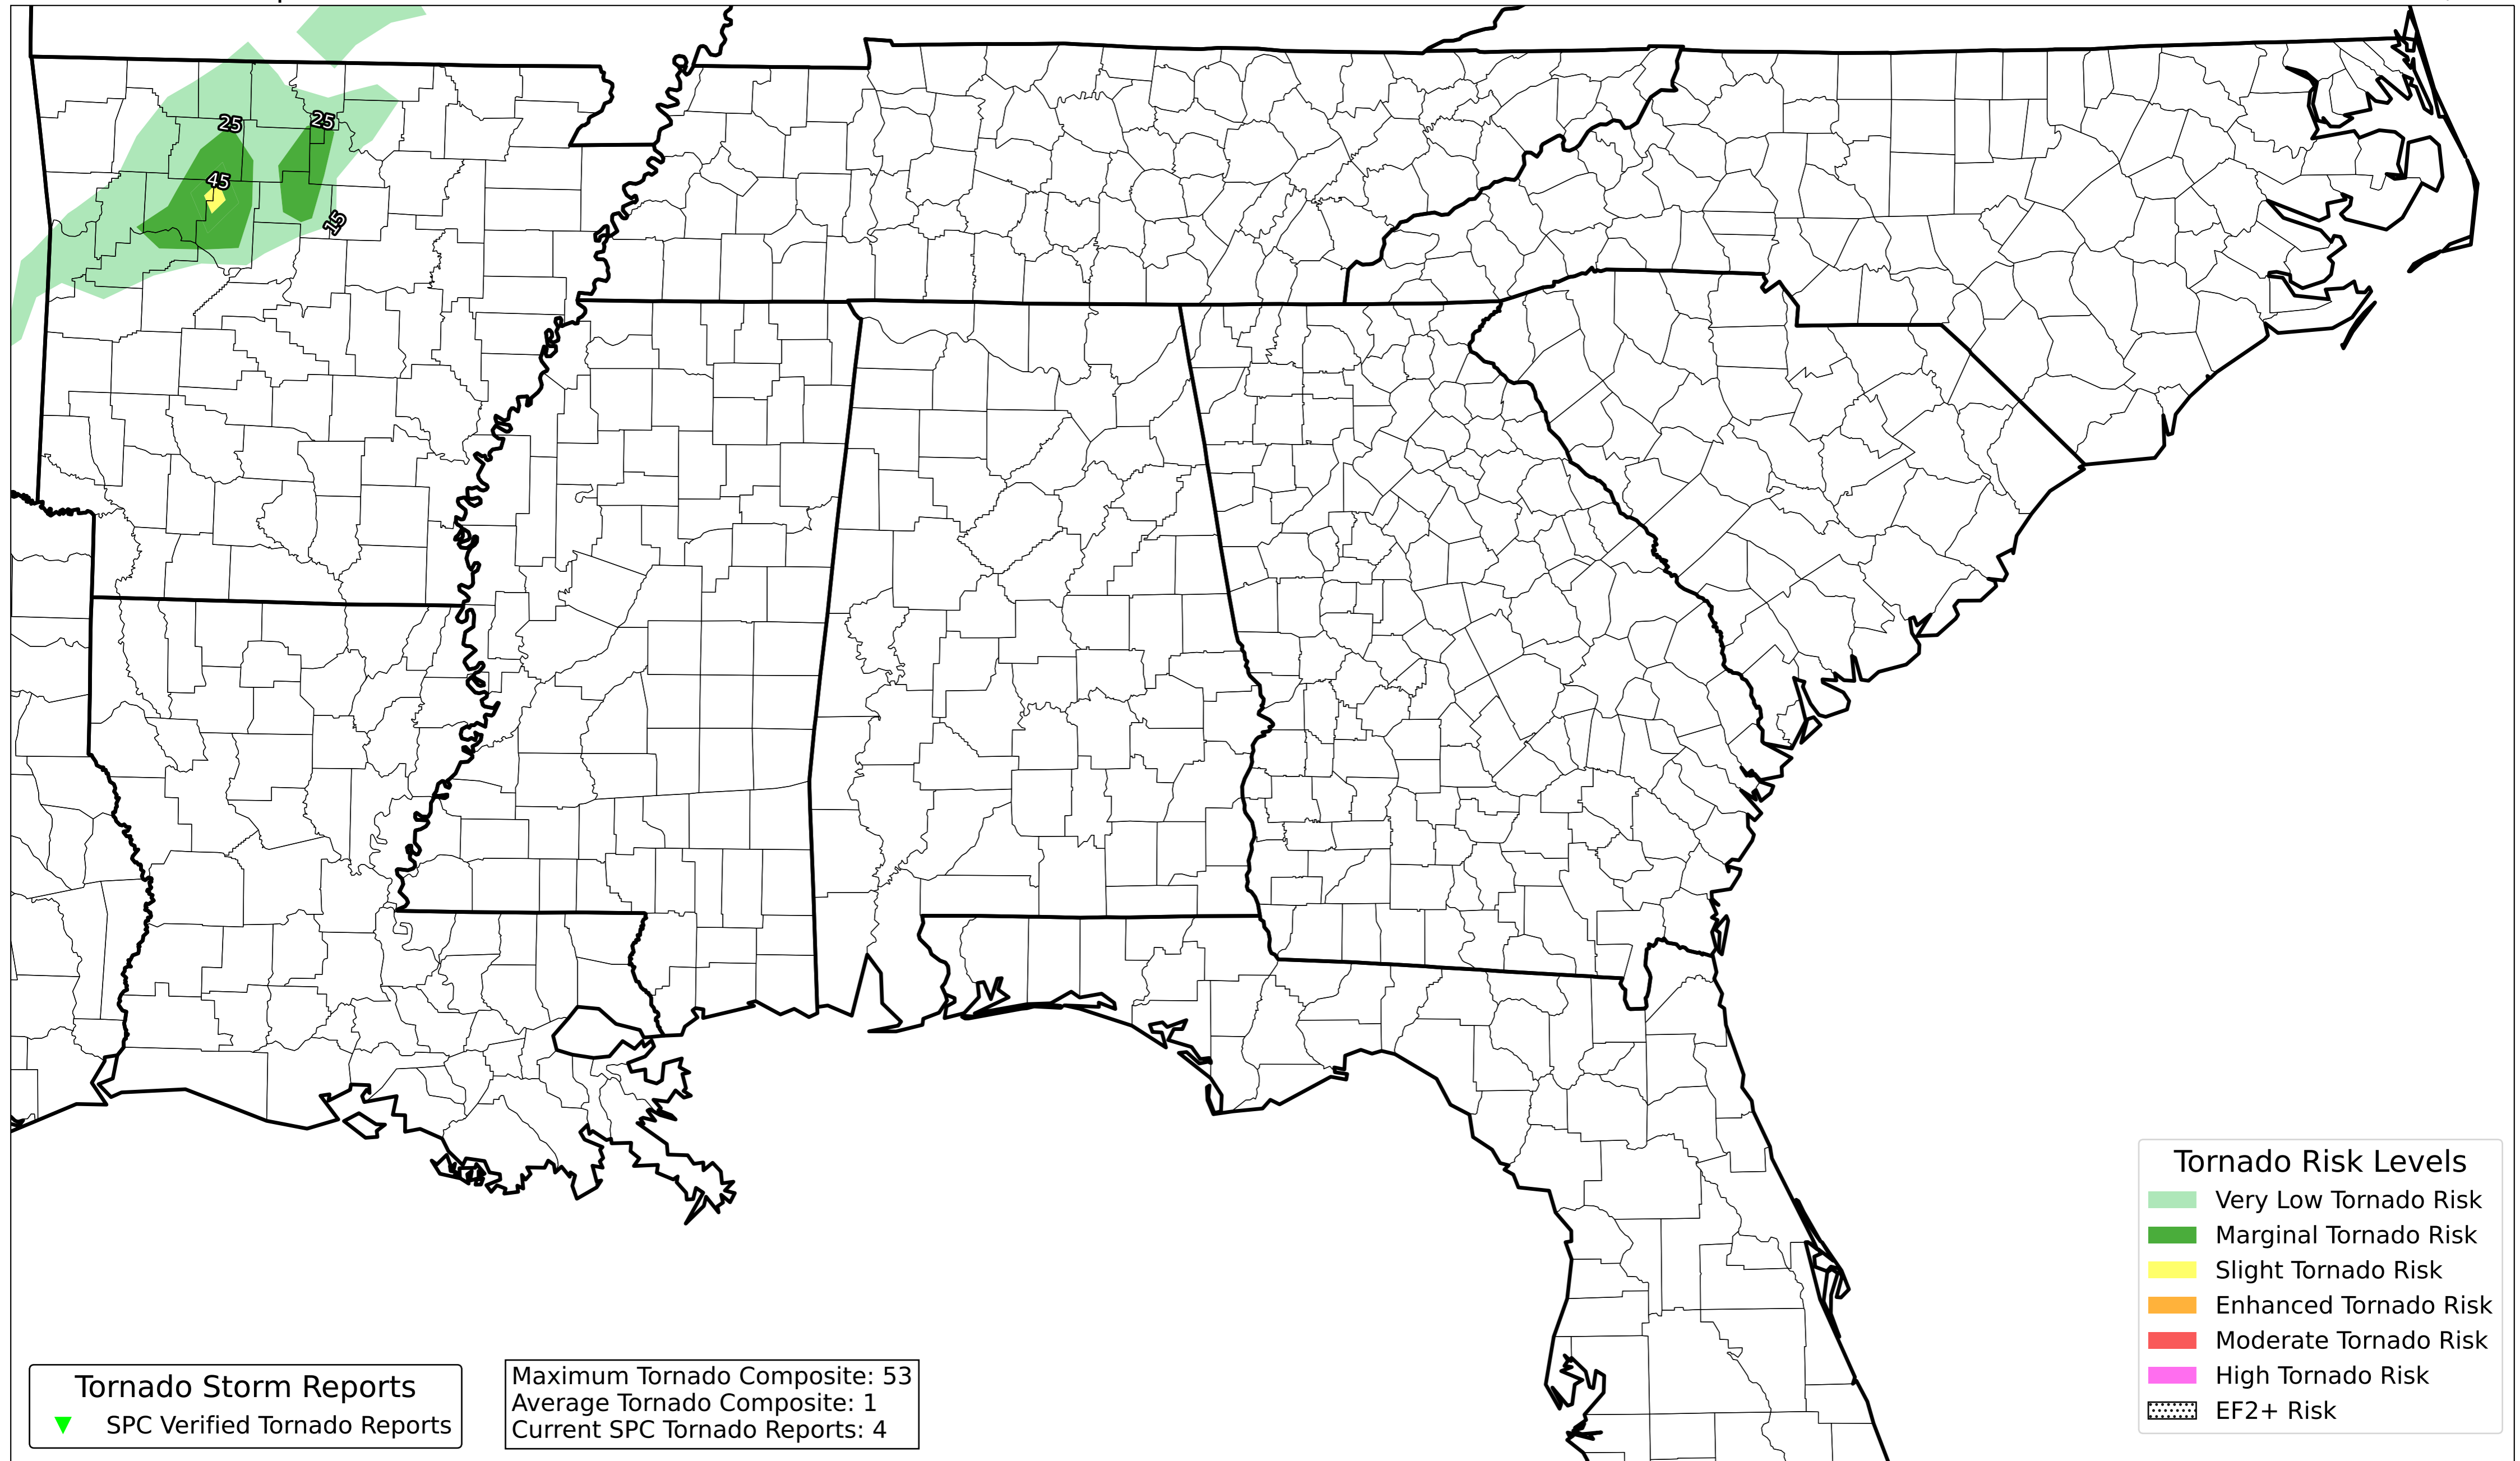 25
25
45
15
Tornado Risk Levels
Very Low Tornado Risk
Marginal Tornado Risk
Slight Tornado Risk
Enhanced Tornado Risk
Moderate Tornado Risk
High Tornado Risk
EF2+ Risk
Tornado Storm Reports
SPC Verified Tornado Reports
Maximum Tornado Composite: 53
Average Tornado Composite: 1
Current SPC Tornado Reports: 4